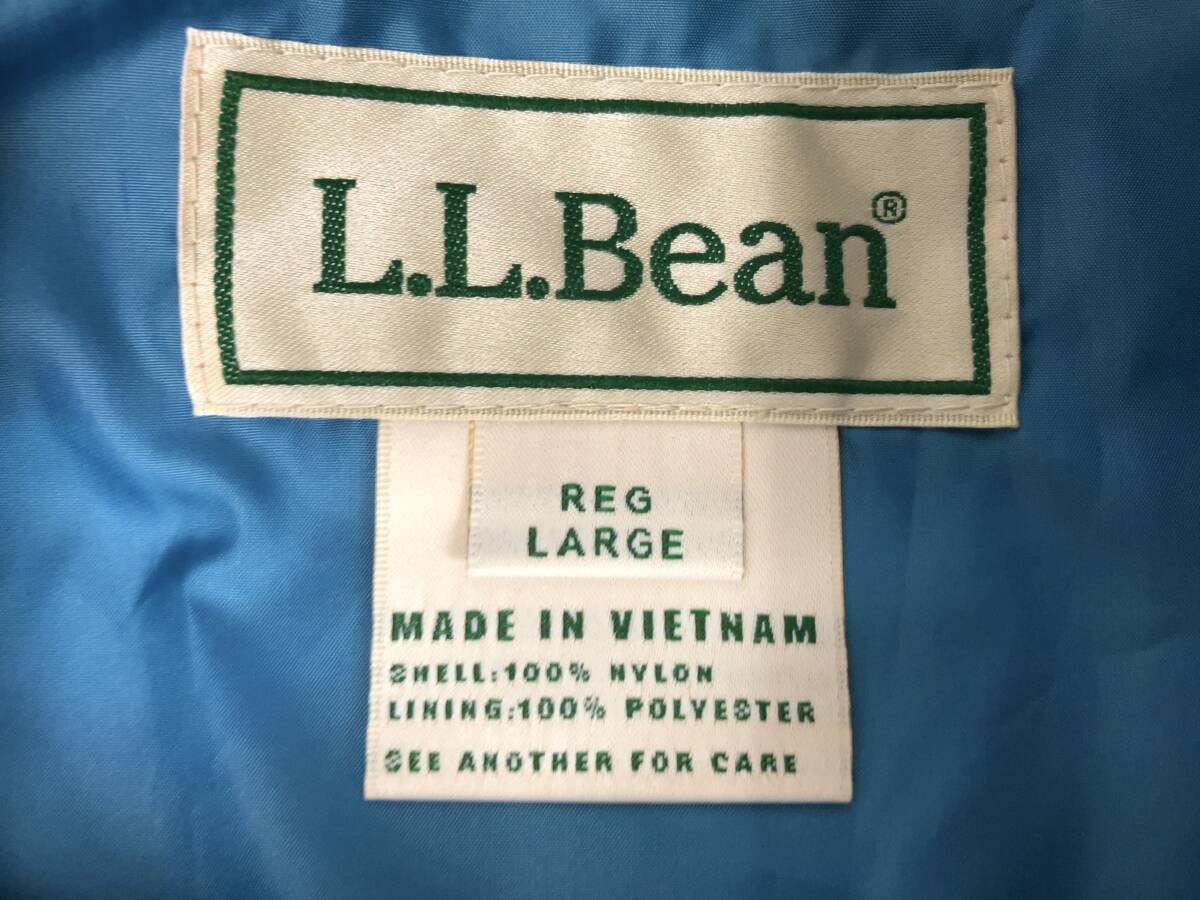 L.L.Bean®
REG
LARGE
MADE IN VIETNAM
SHELL:100% NYLON
LINING:100% POLYESTER
SEE ANOTHER FOR CARE